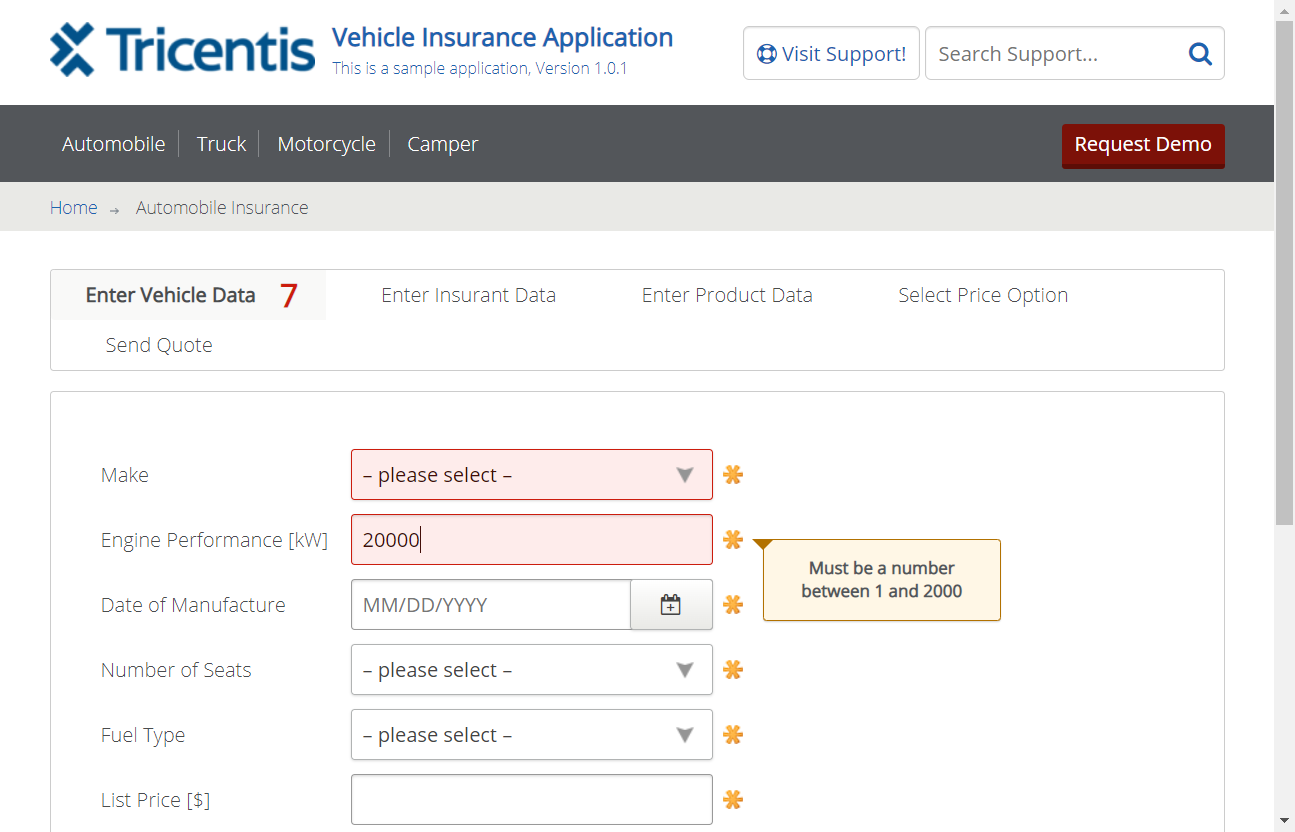 Tricentis
Vehicle Insurance Application
This is a sample application, Version 1.0.1
Visit Support!
Search Support...
Automobile
Truck
Motorcycle
Camper
Request Demo
Home → Automobile Insurance
Enter Vehicle Data 7
Enter Insurant Data
Enter Product Data
Select Price Option
Send Quote
Make
– please select –
Engine Performance [kW]
20000
Must be a number
between 1 and 2000
Date of Manufacture
MM/DD/YYYY
Number of Seats
– please select –
Fuel Type
– please select –
List Price [$]